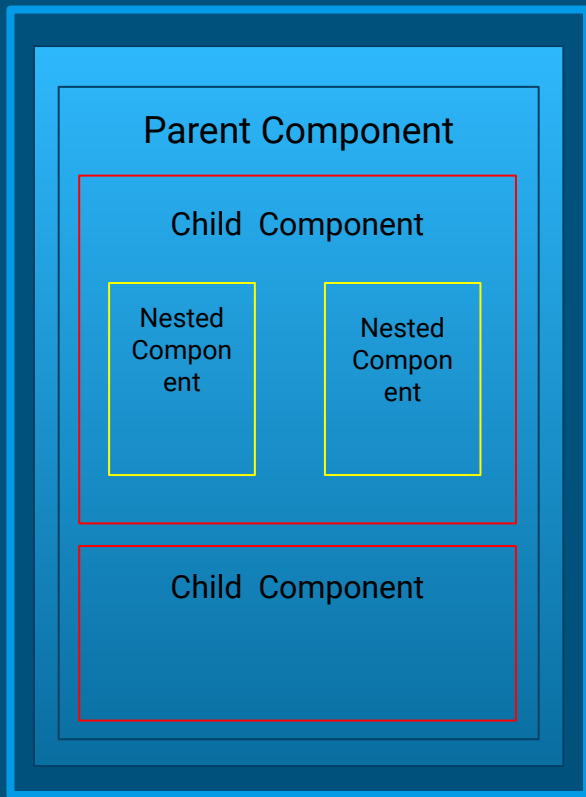 Parent Component
Child  Component
Nested
Compon
ent
Nested
Compon
ent
Child  Component